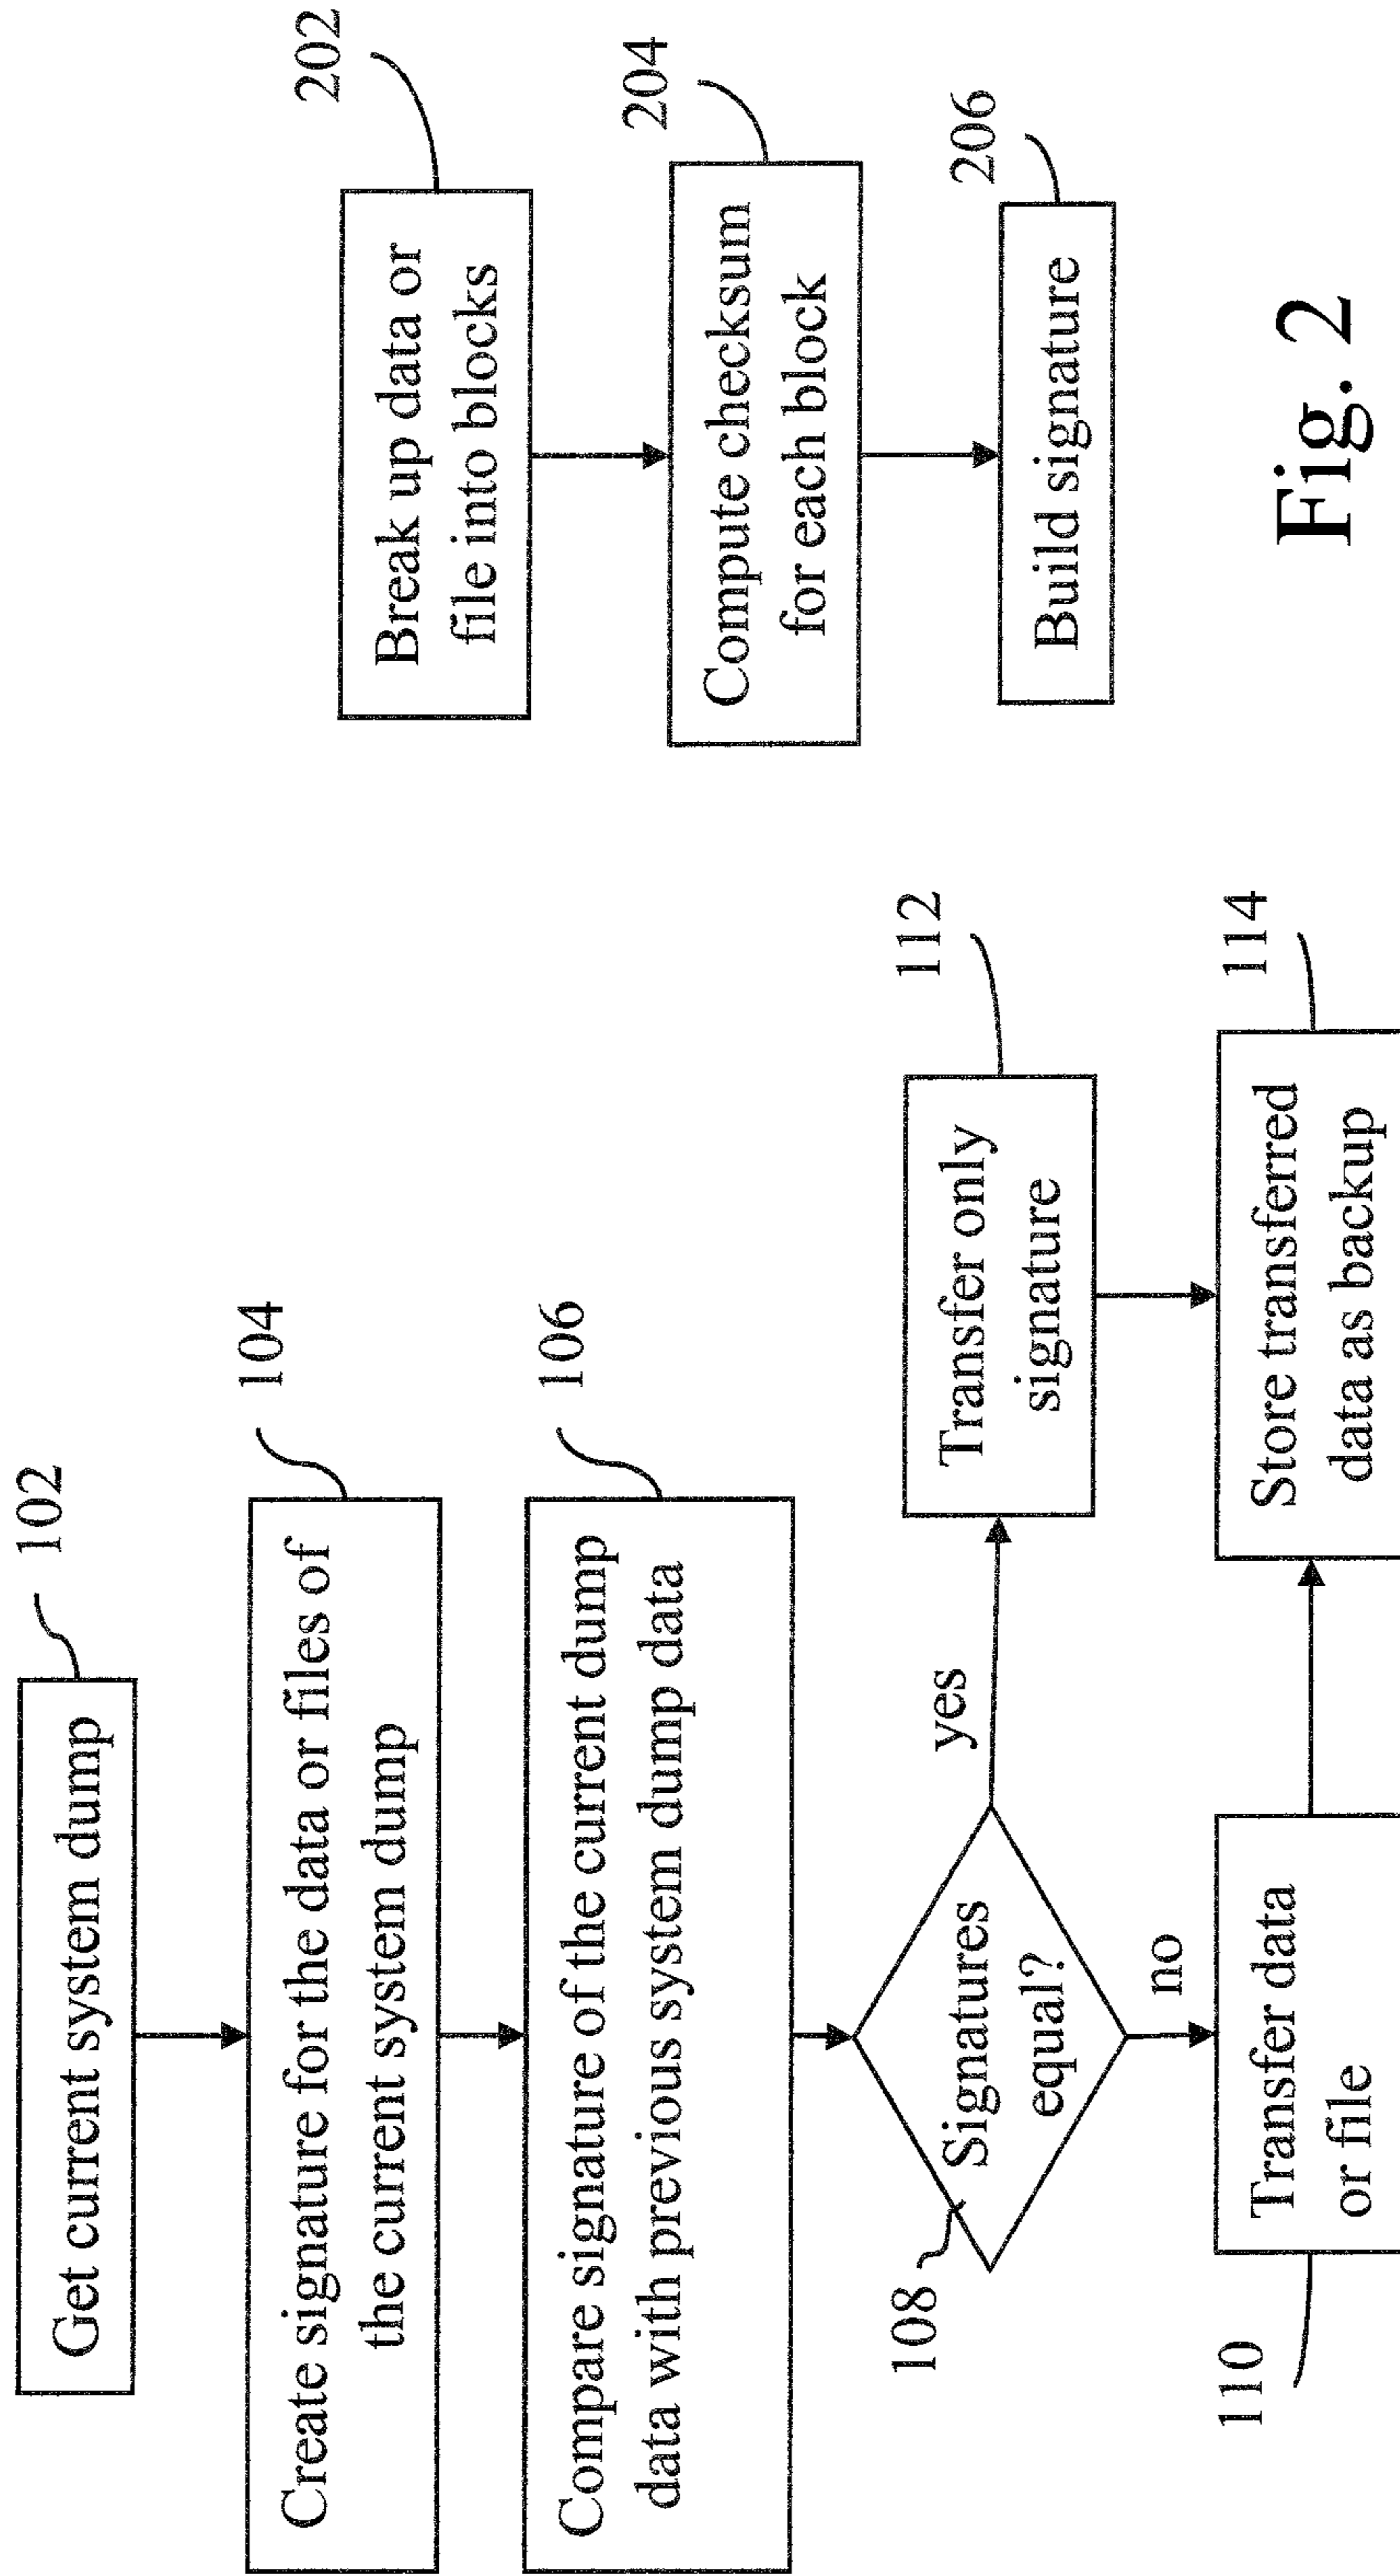 102
Get current system dump
104
Create signature for the data or files of
the current system dump
106
Compare signature of the current dump
data with previous system dump data
108
Signatures
equal?
yes
no
112
Transfer only
signature
110
Transfer data
or file
114
Store transferred
data as backup
202
Break up data or
file into blocks
204
Compute checksum
for each block
206
Build signature
Fig. 2